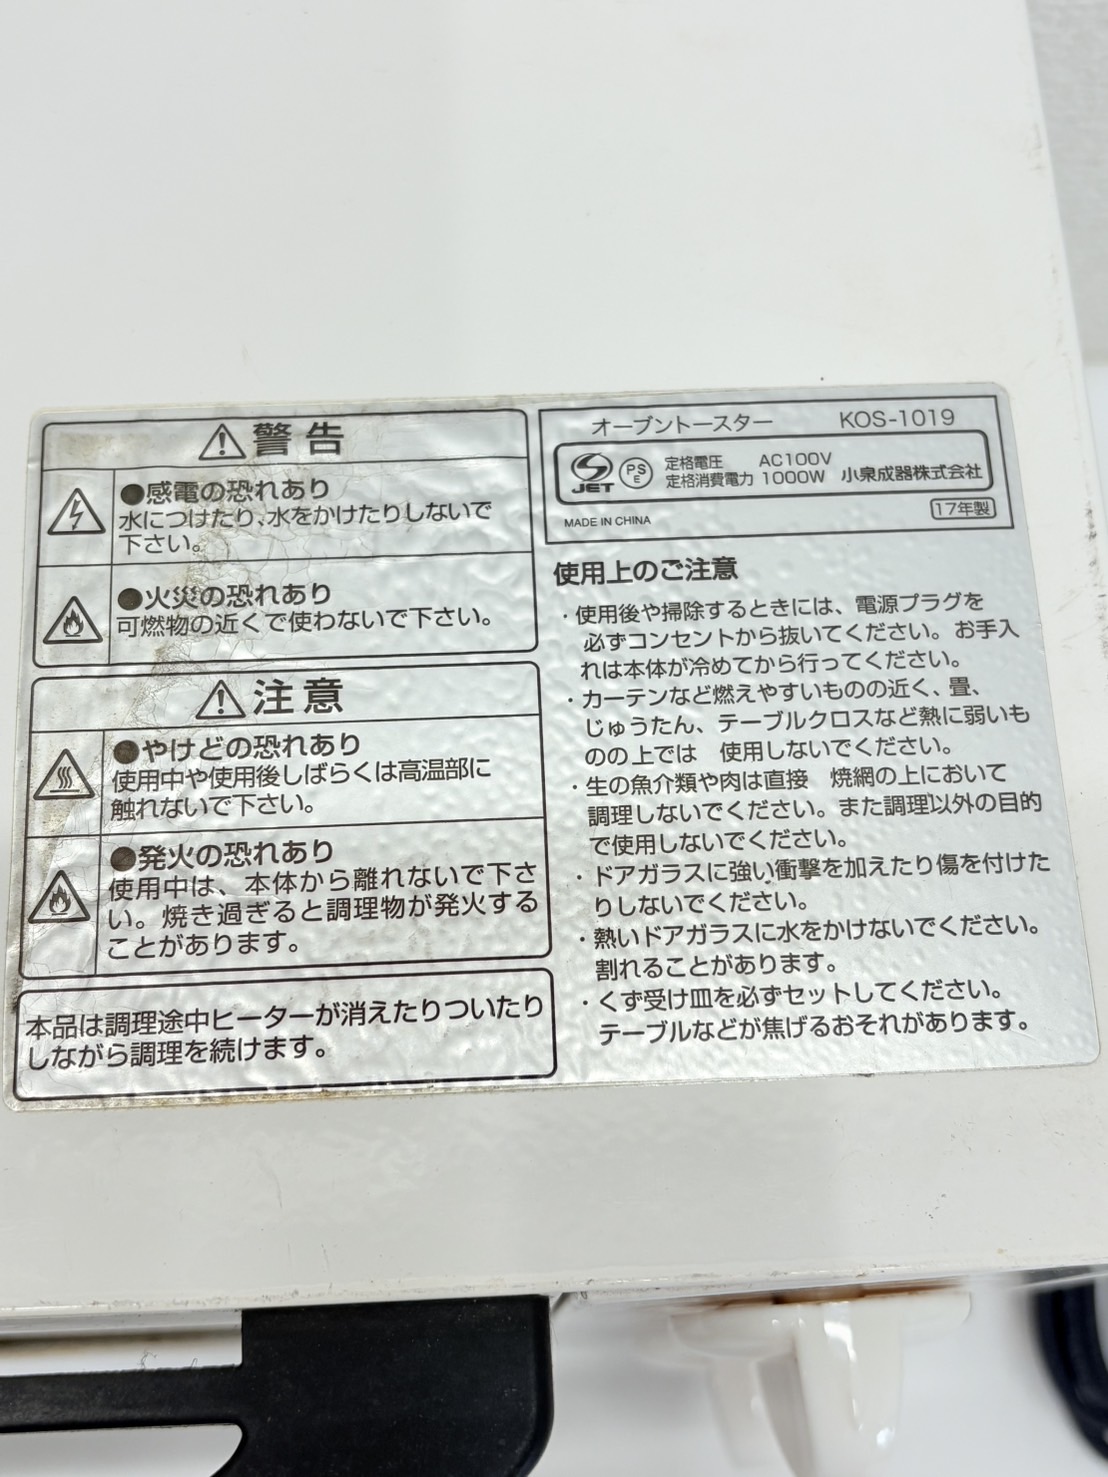 警告
●感電の恐れあり
水につけたり、水をかけたりしないで
下さい。
●火災の恐れあり
可燃物の近くで使わないで下さい。
注意
●やけどの恐れあり
使用中や使用後しばらくは高温部に
触れないで下さい。
●発火の恐れあり
使用中は、本体から離れないで下さ
い。焼き過ぎると調理物が発火する
ことがあります。
本品は調理途中ヒーターが消えたりついたり
しながら調理を続けます。
オーブントースター KOS-1019
JET
PS
E
定格電圧 AC100V
定格消費電力 1000W 小泉成器株式会社
MADE IN CHINA
17年製
使用上のご注意
・使用後や掃除するときには、電源プラグを
必ずコンセントから抜いてください。お手入
れは本体が冷めてから行ってください。
・カーテンなど燃えやすいものの近く、畳、
じゅうたん、テーブルクロスなど熱に弱いも
のの上では 使用しないでください。
・生の魚介類や肉は直接 焼網の上において
調理しないでください。また調理以外の目的
で使用しないでください。
・ドアガラスに強い衝撃を加えたり傷を付けた
りしないでください。
・熱いドアガラスに水をかけないでください。
割れることがあります。
・くず受け皿を必ずセットしてください。
テーブルなどが焦げるおそれがあります。